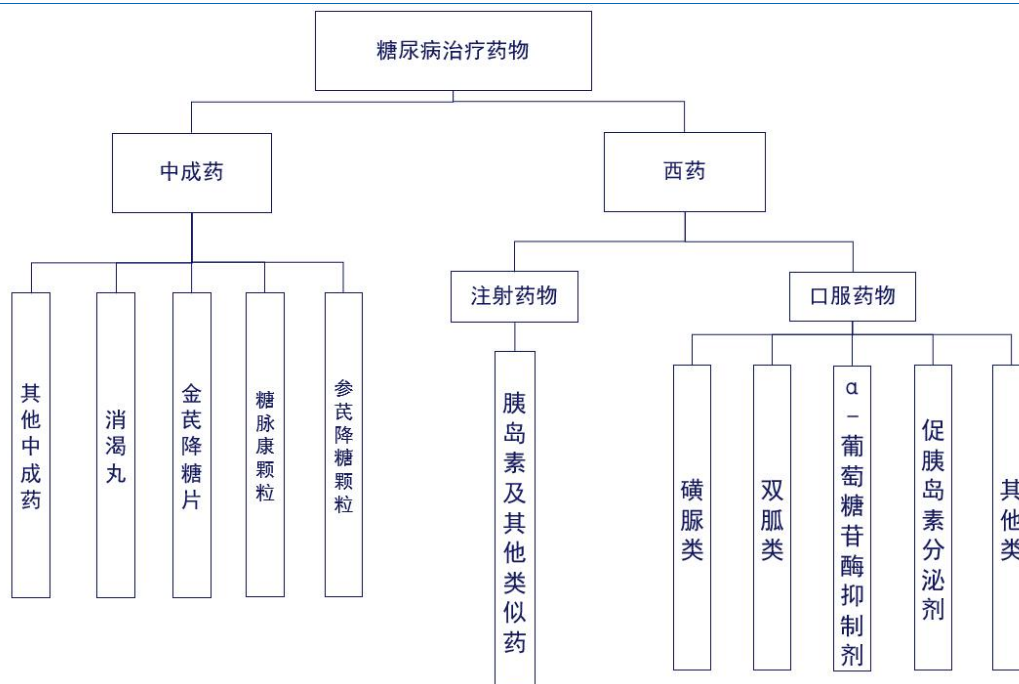 糖尿病治疗药物
中成药
西药
注射药物
口服药物
其他中成药
消渴丸
金芪降糖片
糖脉康颗粒
参芪降糖颗粒
胰岛素及其他类似药
磺脲类
双胍类
α-葡萄糖苷酶抑制剂
促胰岛素分泌剂
其他类